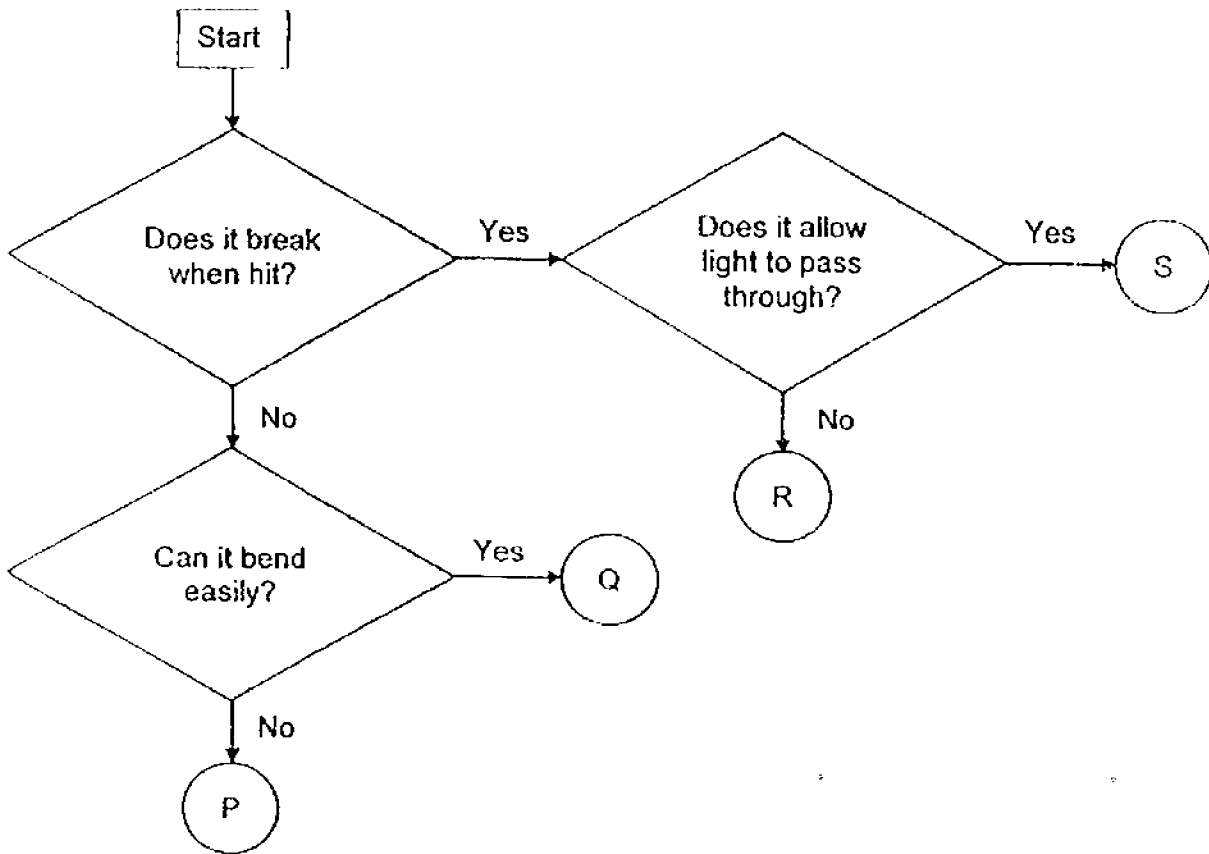 Start
Does it break
when hit?
Yes
Does it allow
light to pass
through?
Yes
S
No
No
R
Can it bend
easily?
Yes
Q
No
P